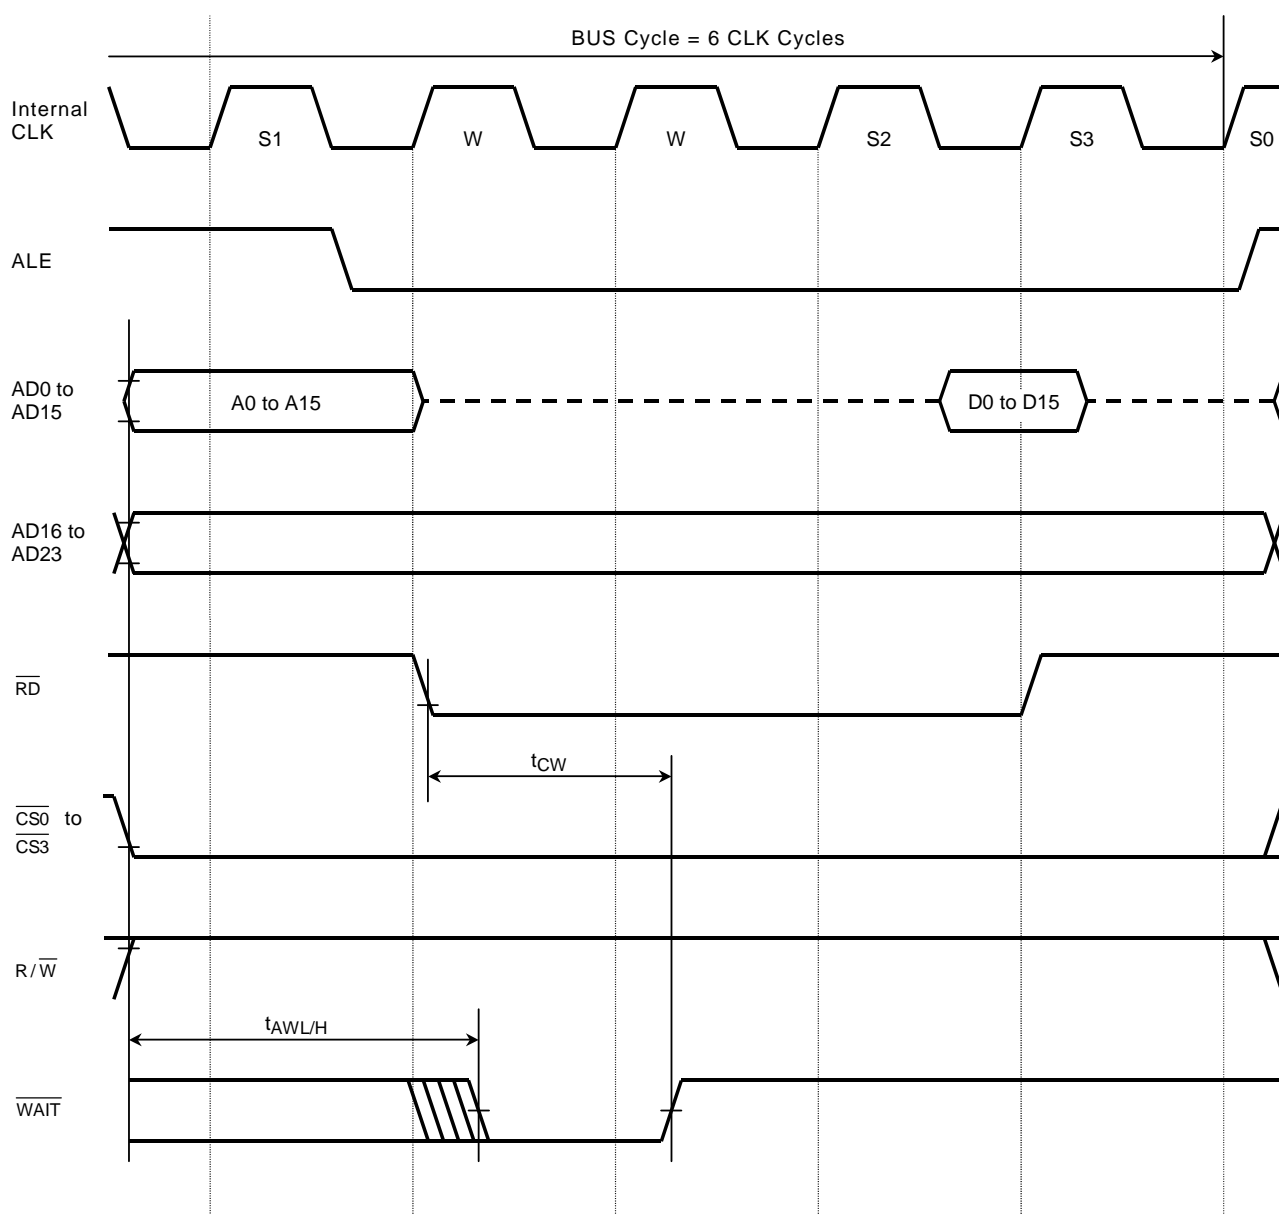 BUS Cycle = 6 CLK Cycles
Internal
CLK
S1
W
W
S2
S3
S0
ALE
AD0 to
AD15
A0 to A15
D0 to D15
AD16 to
AD23
RD
tCW
CS0 to
CS3
R/W
tAWL/H
WAIT